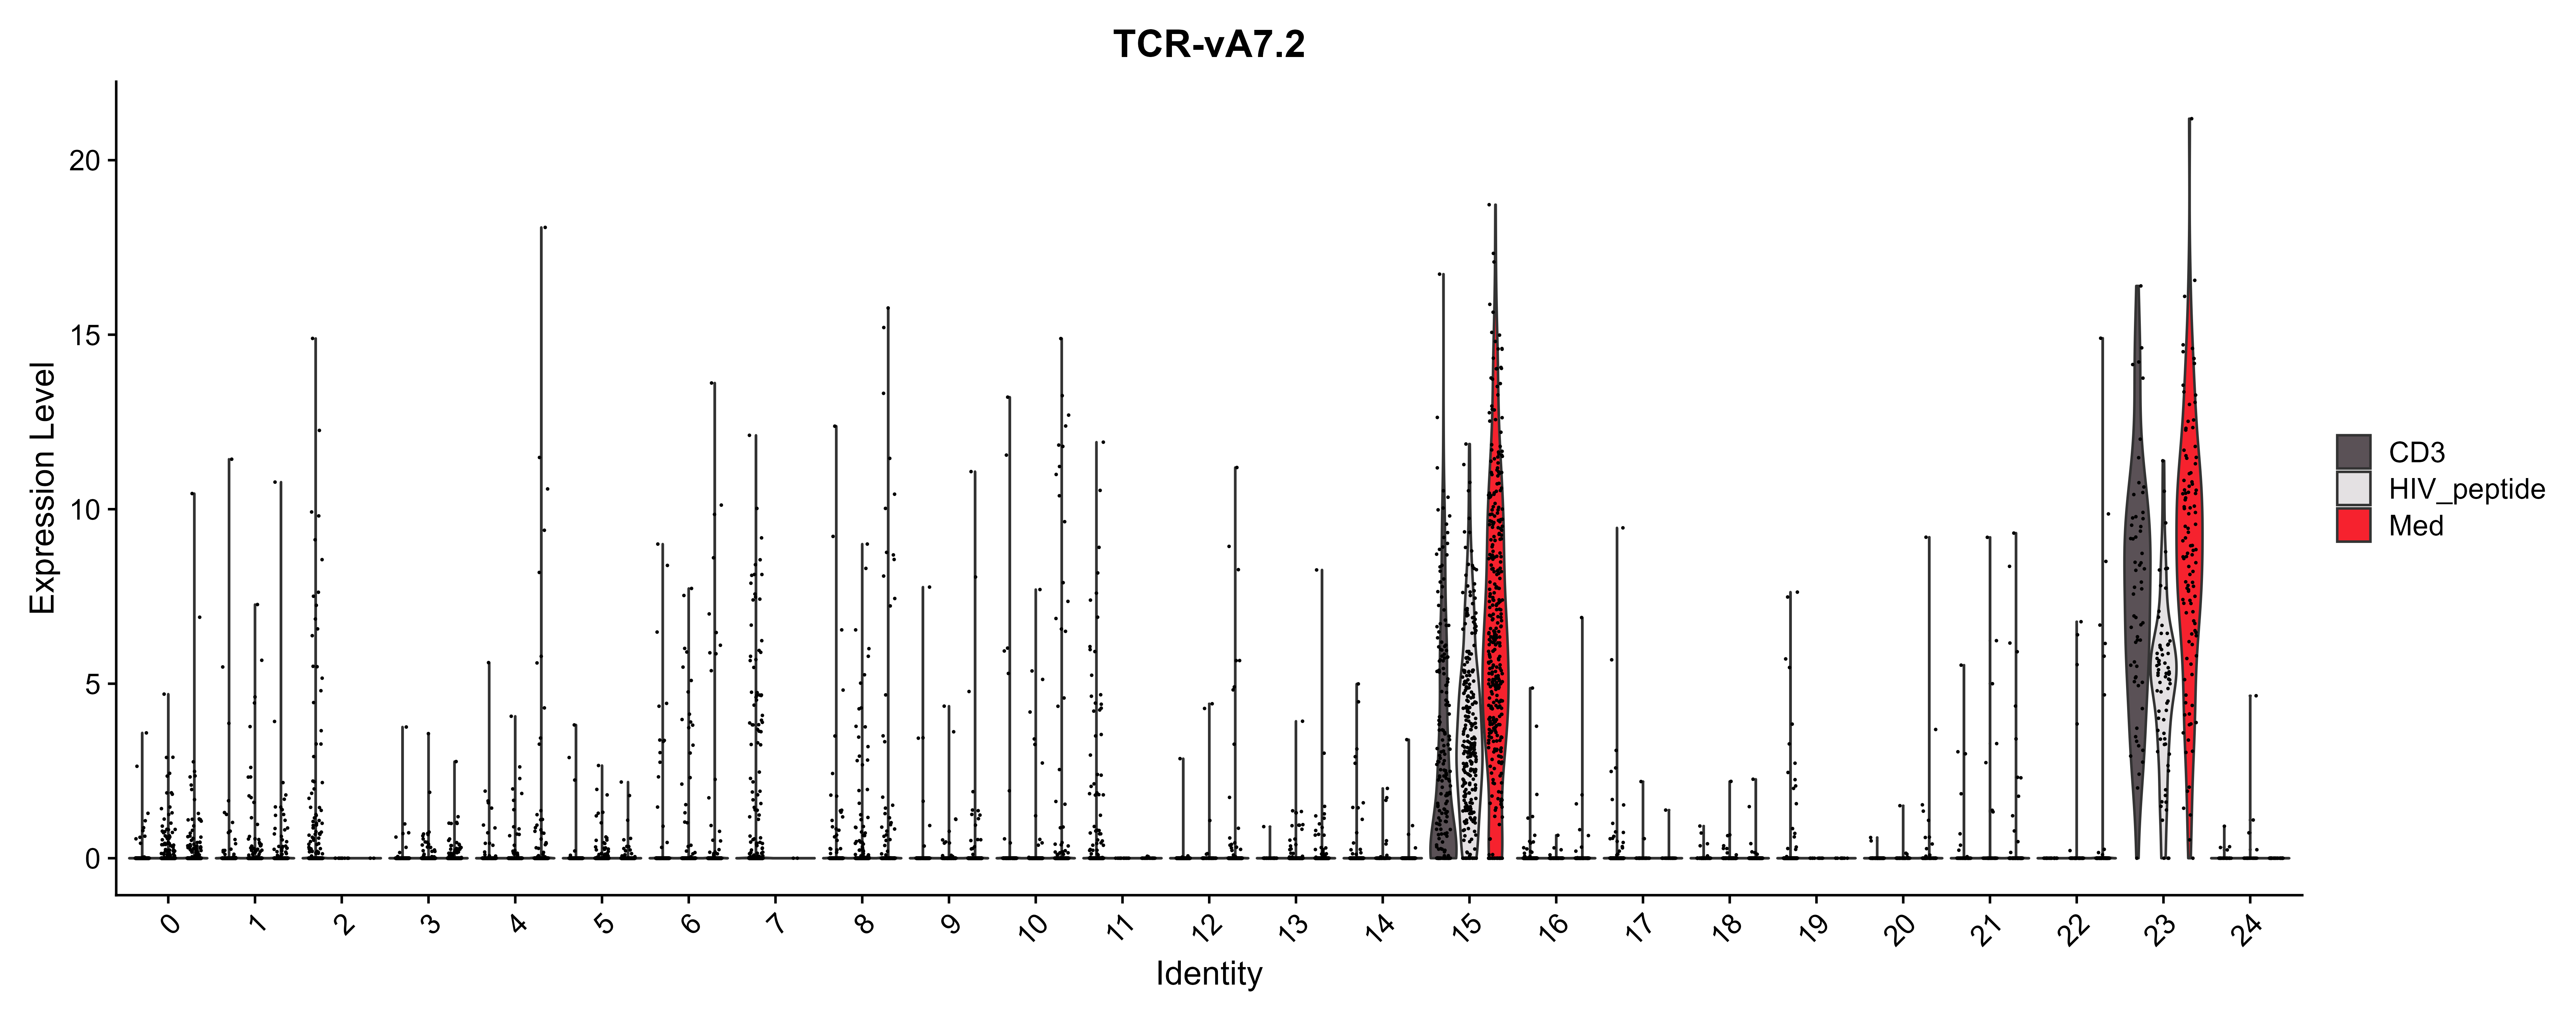 TCR-vA7.2
Expression Level
20
15
10
5
0
0 1 2 3 4 5 6 7 8 9 10 11 12 13 14 15 16 17 18 19 20 21 22 23 24
Identity
CD3
HIV_peptide
Med